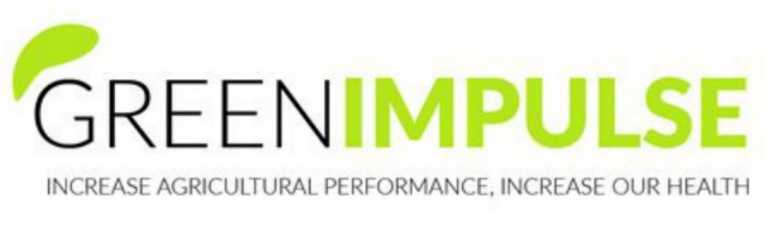 GREENIMPULSE
INCREASE AGRICULTURAL PERFORMANCE, INCREASE OUR HEALTH